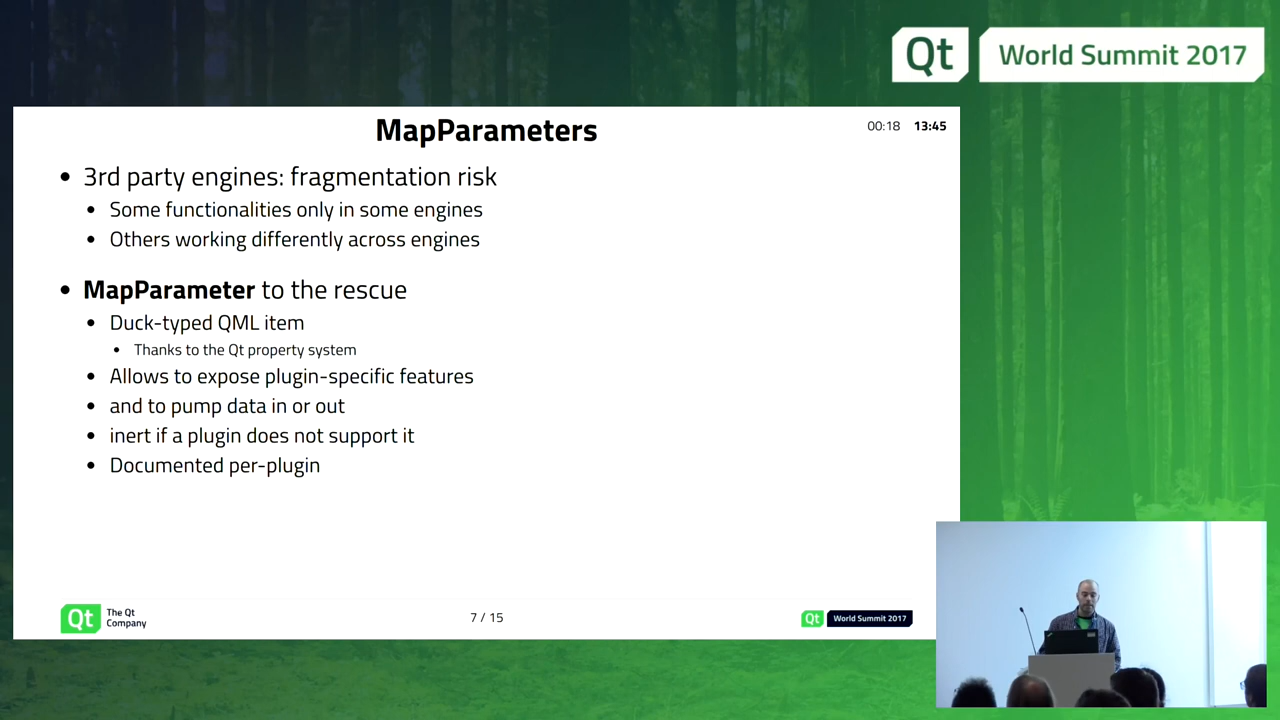 Qt World Summit 2017
MapParameters
00:18 13:45
3rd party engines: fragmentation risk
Some functionalities only in some engines
Others working differently across engines
MapParameter to the rescue
Duck-typed QML item
Thanks to the Qt property system
Allows to expose plugin-specific features
and to pump data in or out
inert if a plugin does not support it
Documented per-plugin
Qt The Qt
Company
7 / 15
Qt World Summit 2017